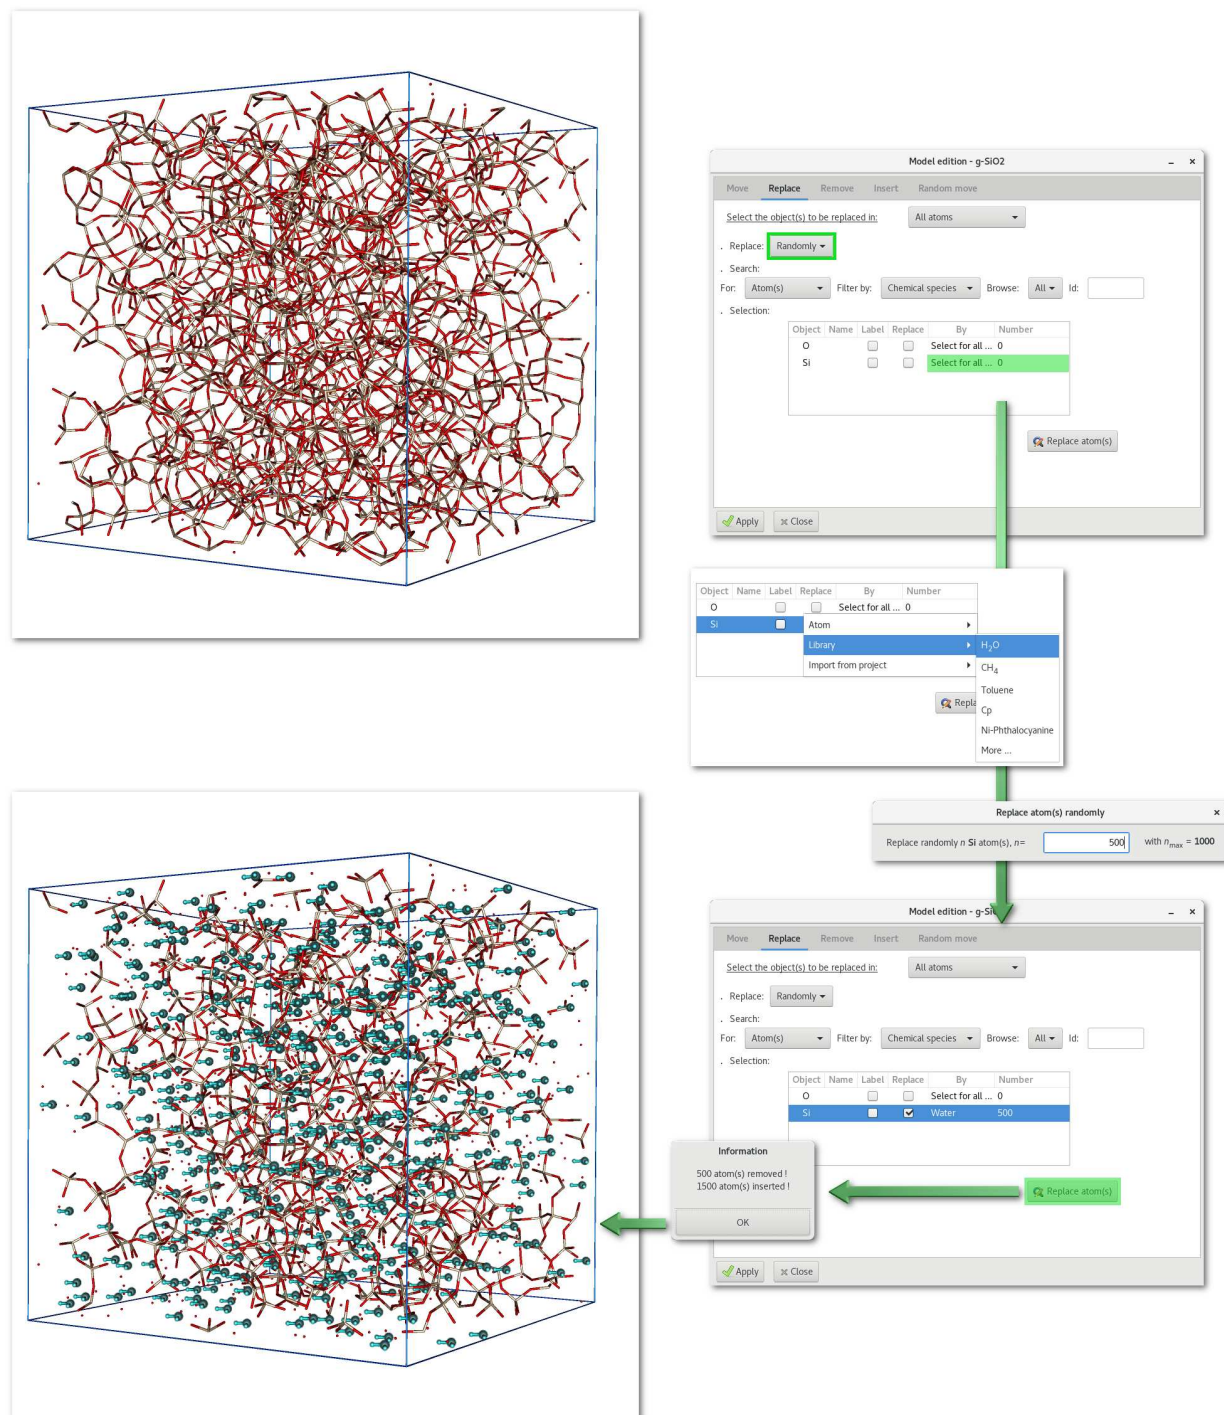 Model edition - g-SiO2
Move Replace Remove Insert Random move
Select the object(s) to be replaced in: All atoms
. Replace: Randomly
. Search:
For: Atom(s) Filter by: Chemical species Browse: All Id:
. Selection:
Object Name Label Replace By Number
O Select for all ... 0
Si Select for all ... 0
Replace atom(s)
Apply Close
Object Name Label Replace By Number
O Select for all ... 0
Si Atom
Library H2O
Import from project CH4
Toluene
Cp
Ni-Phthalocyanine
More ...
Replace atom(s) randomly
Replace randomly n Si atom(s), n= 500 with nmax = 1000
Model edition -
Move Replace Remove Insert Random move
Select the object(s) to be replaced in: All atoms
. Replace: Randomly
. Search:
For: Atom(s) Filter by: Chemical species Browse: All Id:
. Selection:
Object Name Label Replace By Number
O Select for all ... 0
Si Water 500
Information
500 atom(s) removed !
1500 atom(s) inserted !
OK
Replace atom(s)
Apply Close